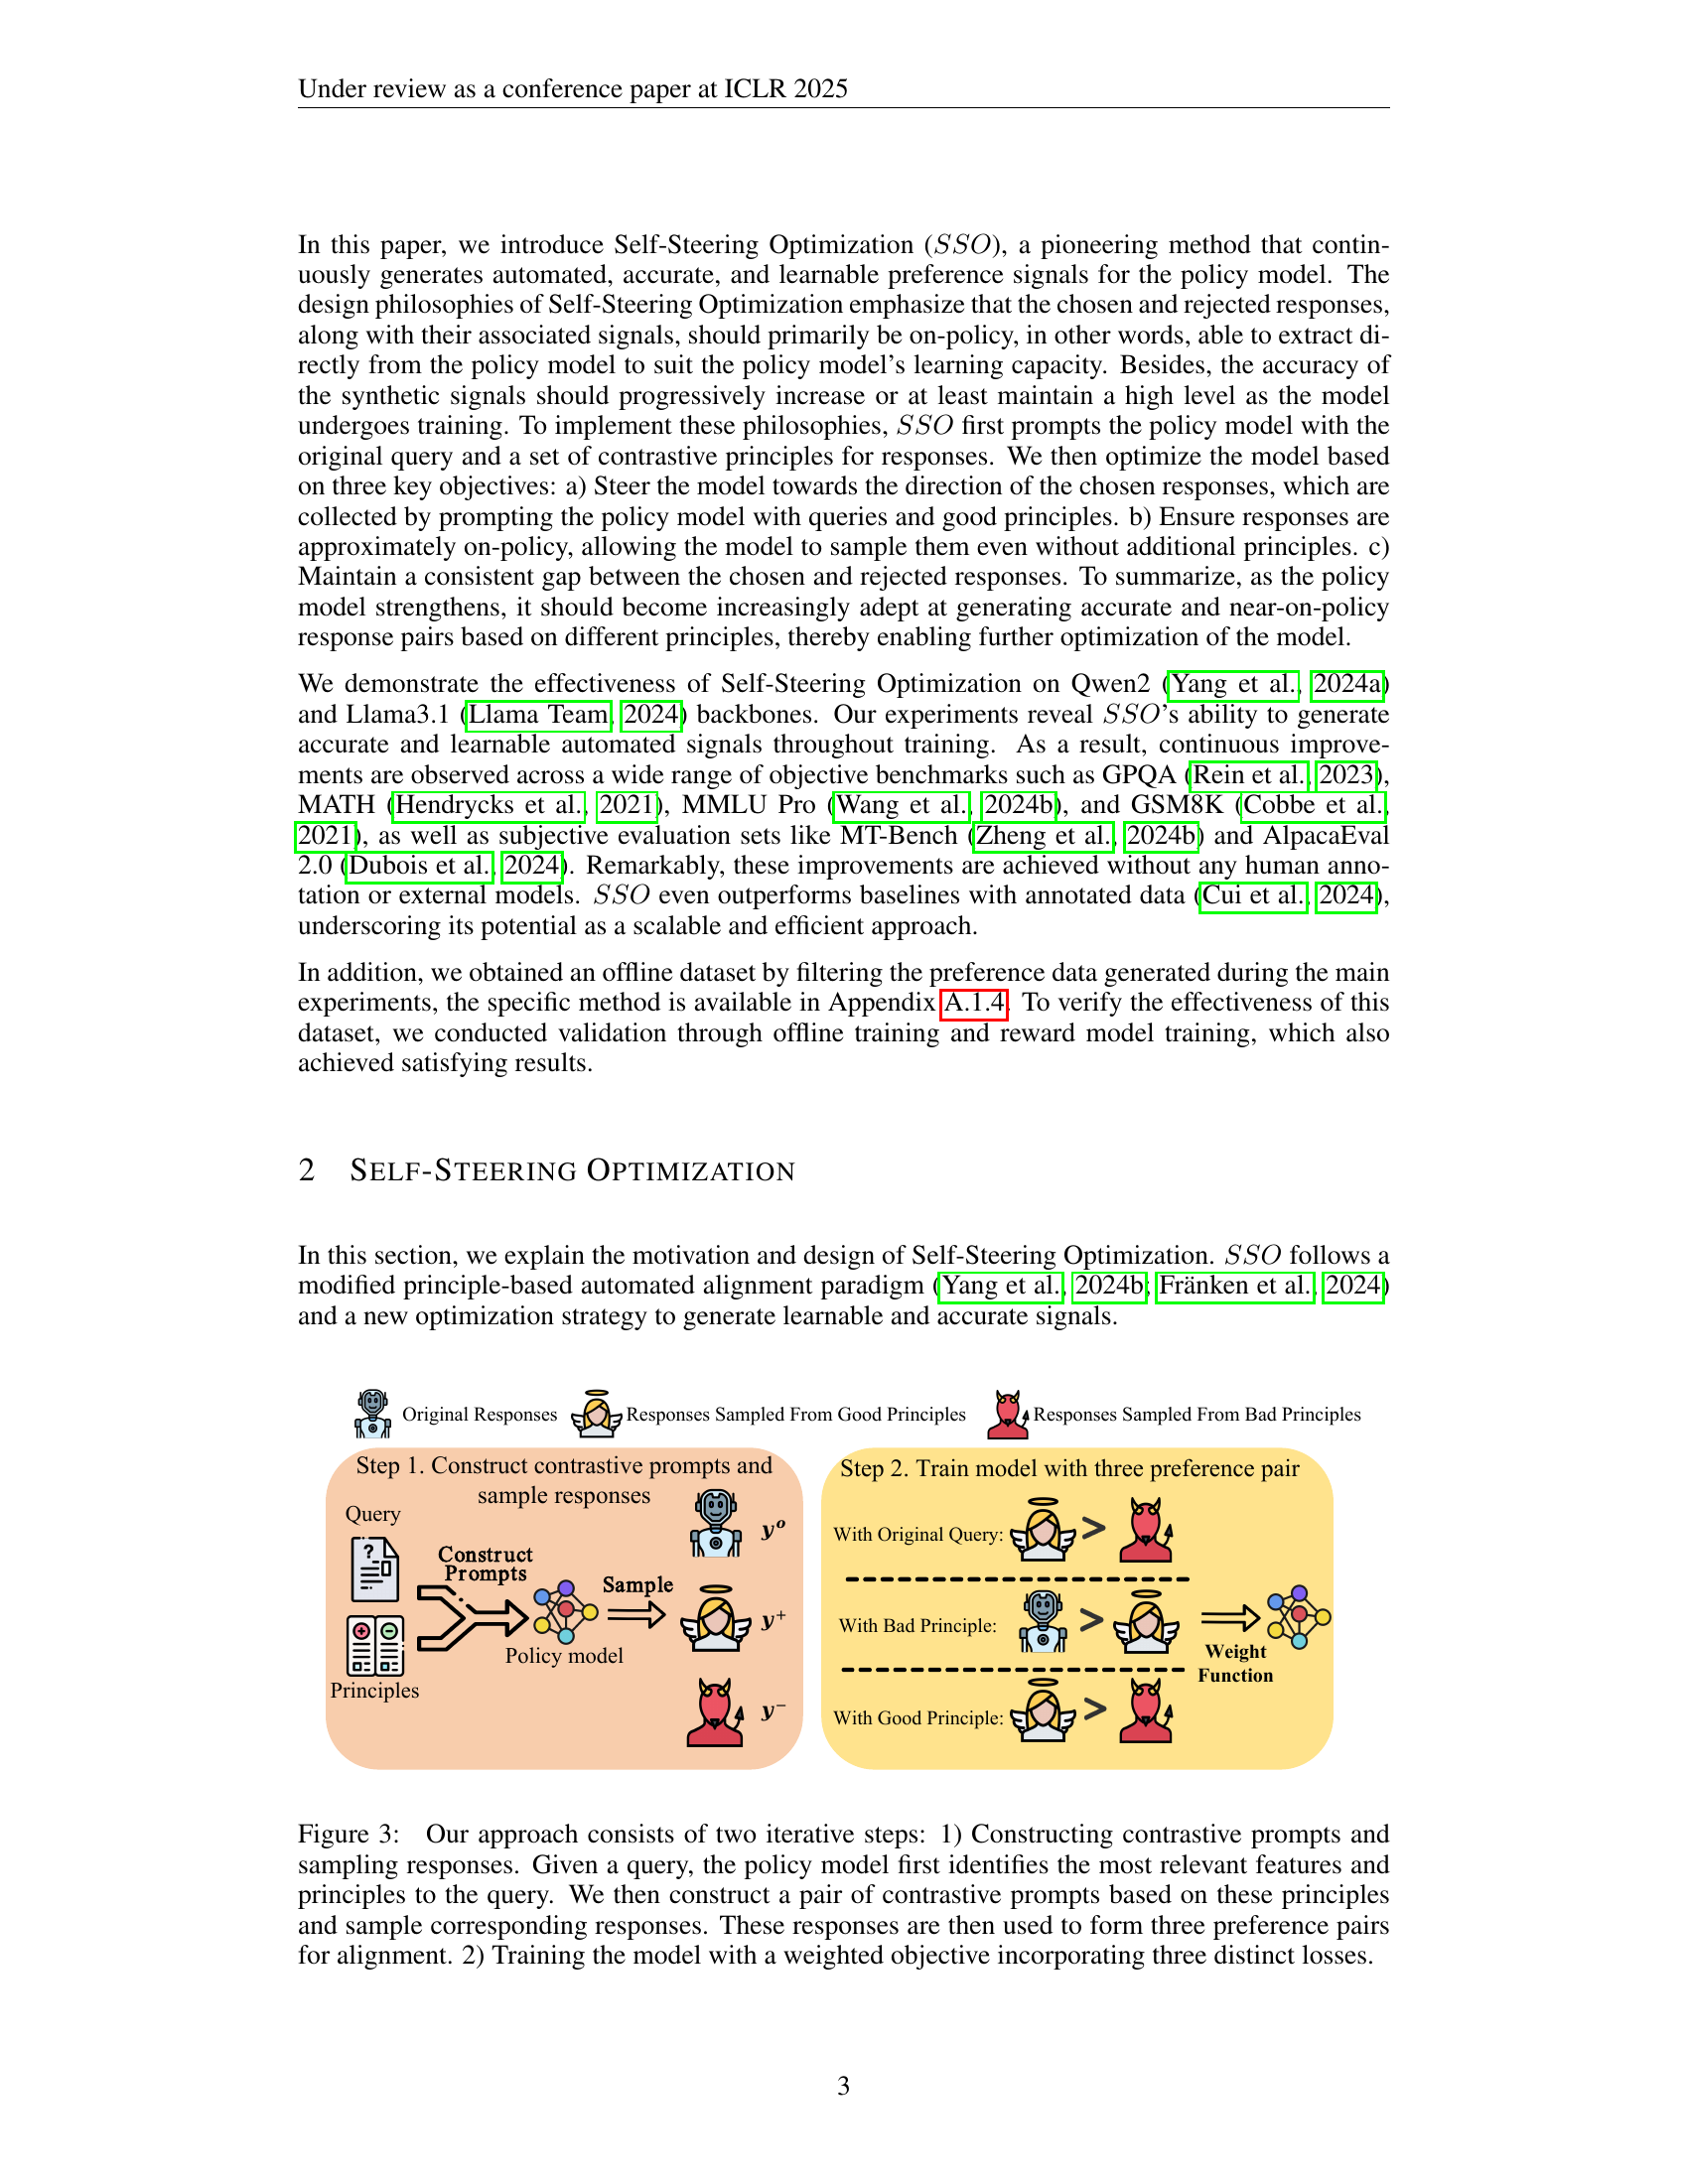 Under review as a conference paper at ICLR 2025
In this paper, we introduce Self-Steering Optimization (SSO), a pioneering method that contin-
uously generates automated, accurate, and learnable preference signals for the policy model. The
design philosophies of Self-Steering Optimization emphasize that the chosen and rejected responses,
along with their associated signals, should primarily be on-policy, in other words, able to extract di-
rectly from the policy model to suit the policy model's learning capacity. Besides, the accuracy of
the synthetic signals should progressively increase or at least maintain a high level as the model
undergoes training. To implement these philosophies, SSO first prompts the policy model with the
original query and a set of contrastive principles for responses. We then optimize the model based
on three key objectives: a) Steer the model towards the direction of the chosen responses, which are
collected by prompting the policy model with queries and good principles. b) Ensure responses are
approximately on-policy, allowing the model to sample them even without additional principles. c)
Maintain a consistent gap between the chosen and rejected responses. To summarize, as the policy
model strengthens, it should become increasingly adept at generating accurate and near-on-policy
response pairs based on different principles, thereby enabling further optimization of the model.
We demonstrate the effectiveness of Self-Steering Optimization on Qwen2 (Yang et al., 2024a)
and Llama3.1 (Llama Team, 2024) backbones. Our experiments reveal SSO's ability to generate
accurate and learnable automated signals throughout training. As a result, continuous improve-
ments are observed across a wide range of objective benchmarks such as GPQA (Rein et al., 2023),
MATH (Hendrycks et al., 2021), MMLU Pro (Wang et al., 2024b), and GSM8K (Cobbe et al.,
2021), as well as subjective evaluation sets like MT-Bench (Zheng et al., 2024b) and AlpacaEval
2.0 (Dubois et al., 2024). Remarkably, these improvements are achieved without any human anno-
tation or external models. SSO even outperforms baselines with annotated data (Cui et al., 2024),
underscoring its potential as a scalable and efficient approach.
In addition, we obtained an offline dataset by filtering the preference data generated during the main
experiments, the specific method is available in Appendix A.1.4. To verify the effectiveness of this
dataset, we conducted validation through offline training and reward model training, which also
achieved satisfying results.
2 SELF-STEERING OPTIMIZATION
In this section, we explain the motivation and design of Self-Steering Optimization. SSO follows a
modified principle-based automated alignment paradigm (Yang et al., 2024b; Fränken et al., 2024)
and a new optimization strategy to generate learnable and accurate signals.
Original Responses Responses Sampled From Good Principles Responses Sampled From Bad Principles
Step 1. Construct contrastive prompts and
sample responses
Query
Construct
Prompts
Sample
Policy model
Principles
y^o
y^+
y^-
Step 2. Train model with three preference pair
With Original Query: >
With Bad Principle: >
Weight
Function
With Good Principle: >
Figure 3: Our approach consists of two iterative steps: 1) Constructing contrastive prompts and
sampling responses. Given a query, the policy model first identifies the most relevant features and
principles to the query. We then construct a pair of contrastive prompts based on these principles
and sample corresponding responses. These responses are then used to form three preference pairs
for alignment. 2) Training the model with a weighted objective incorporating three distinct losses.
3